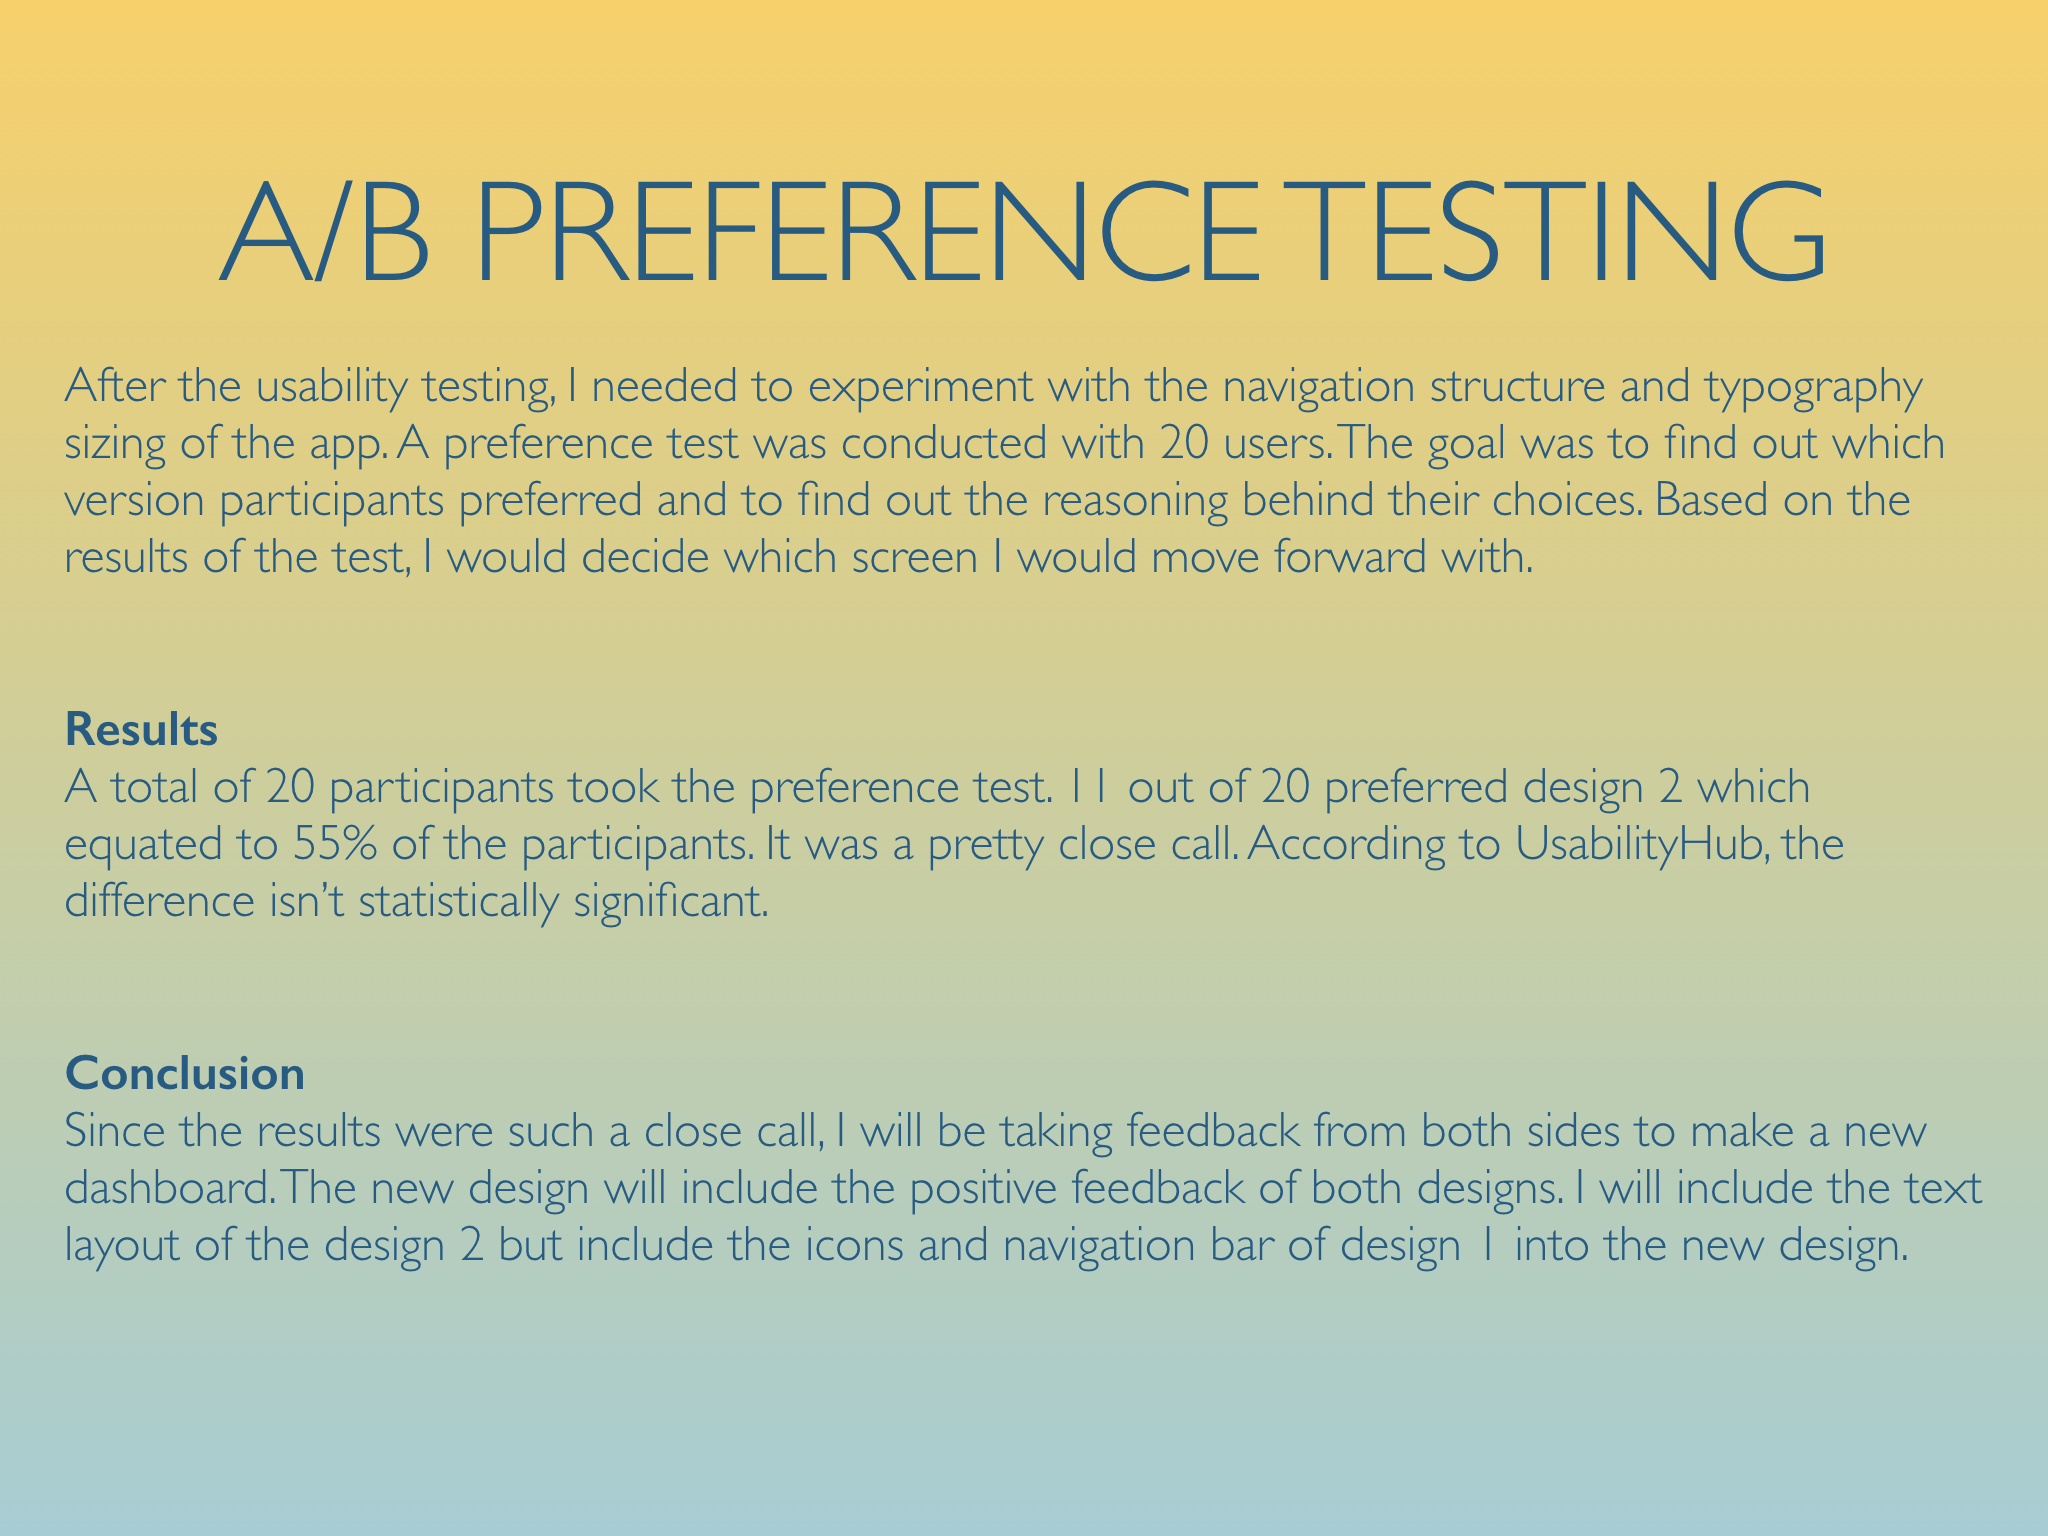 A/B PREFERENCE TESTING
After the usability testing, I needed to experiment with the navigation structure and typography
sizing of the app. A preference test was conducted with 20 users. The goal was to find out which
version participants preferred and to find out the reasoning behind their choices. Based on the
results of the test, I would decide which screen I would move forward with.
Results
A total of 20 participants took the preference test. 11 out of 20 preferred design 2 which
equated to 55% of the participants. It was a pretty close call. According to UsabilityHub, the
difference isn’t statistically significant.
Conclusion
Since the results were such a close call, I will be taking feedback from both sides to make a new
dashboard. The new design will include the positive feedback of both designs. I will include the text
layout of the design 2 but include the icons and navigation bar of design 1 into the new design.